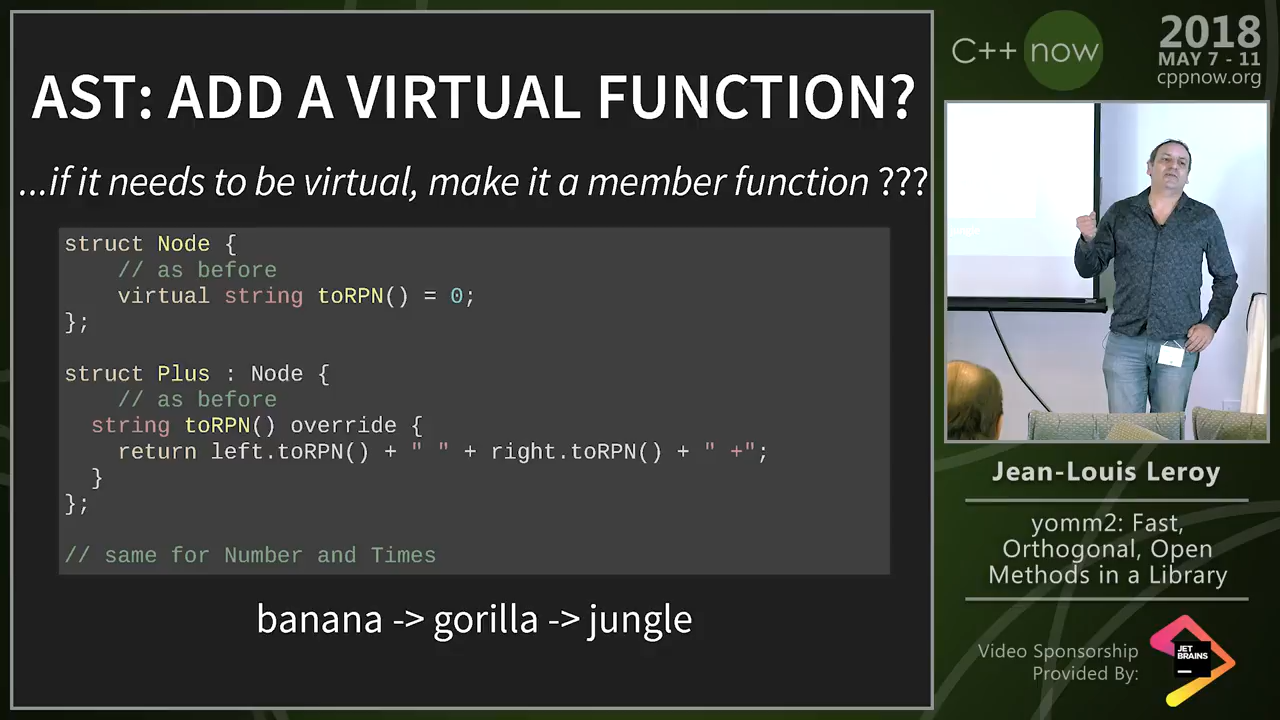 AST: ADD A VIRTUAL FUNCTION?
...if it needs to be virtual, make it a member function ???
struct Node {
    // as before
    virtual string toRPN() = 0;
};

struct Plus : Node {
    // as before
  string toRPN() override {
    return left.toRPN() + " " + right.toRPN() + " +";
  }
};

// same for Number and Times
banana -> gorilla -> jungle
C++ now
2018
MAY 7 - 11
cppnow.org
Jean-Louis Leroy
yomm2: Fast,
Orthogonal, Open
Methods in a Library
Video Sponsorship
Provided By:
JET
BRAINS